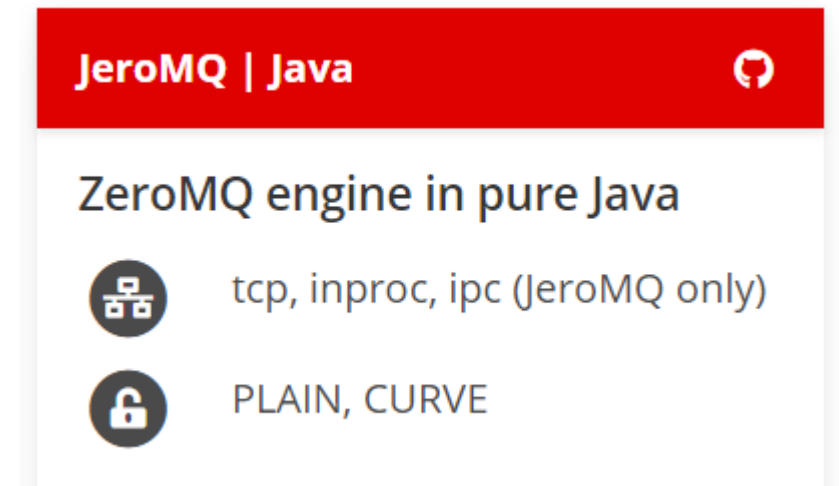 JeroMQ | Java
ZeroMQ engine in pure Java
tcp, inproc, ipc (JeroMQ only)
PLAIN, CURVE